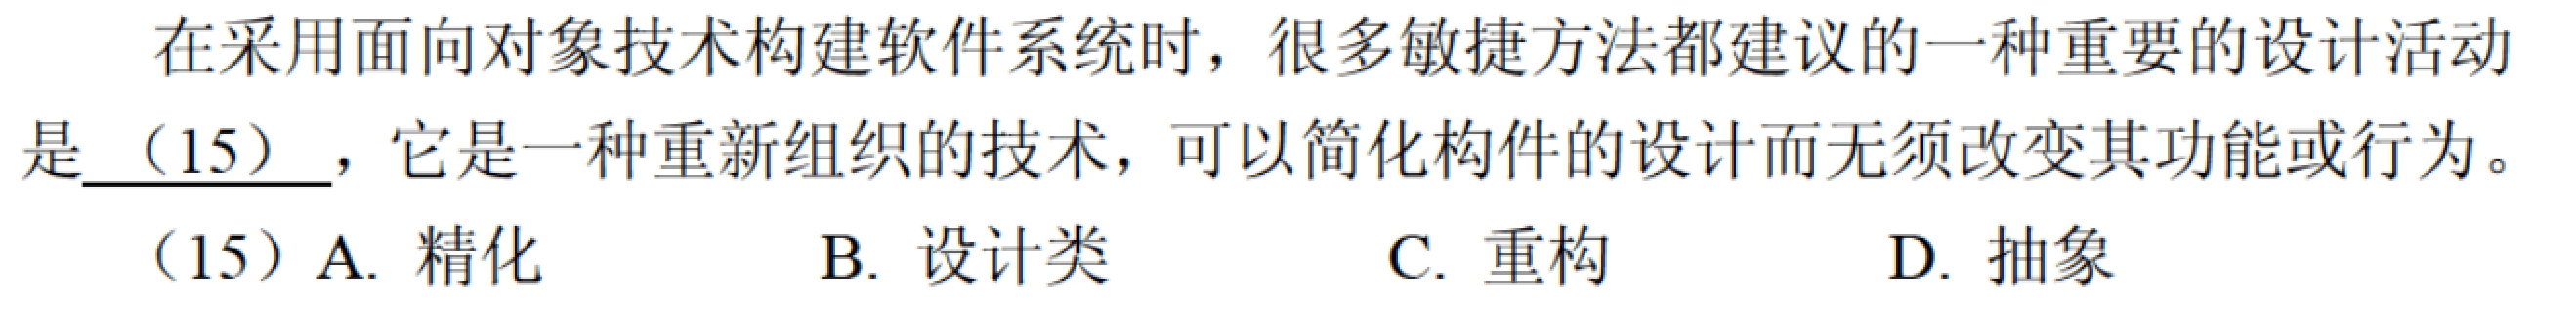 在采用面向对象技术构建软件系统时，很多敏捷方法都建议的一种重要的设计活动
是（15），它是一种重新组织的技术，可以简化构件的设计而无须改变其功能或行为。
（15）A. 精化 B. 设计类 C. 重构 D. 抽象